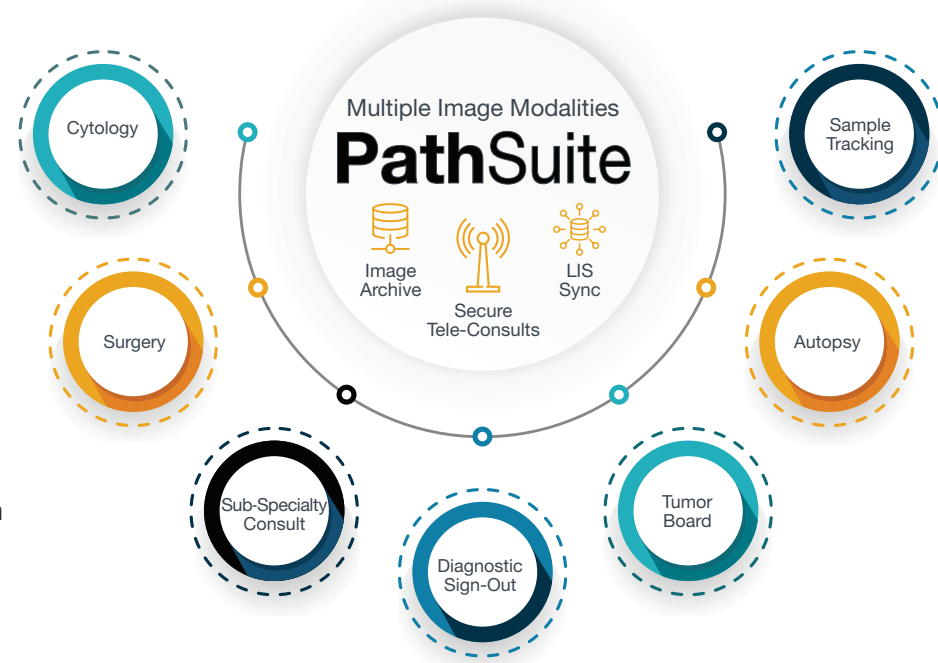 Multiple Image Modalities
PathSuite
Image
Archive
Secure
Tele-Consults
LIS
Sync
Cytology
Surgery
Sub-Specialty
Consult
Diagnostic
Sign-Out
Tumor
Board
Autopsy
Sample
Tracking